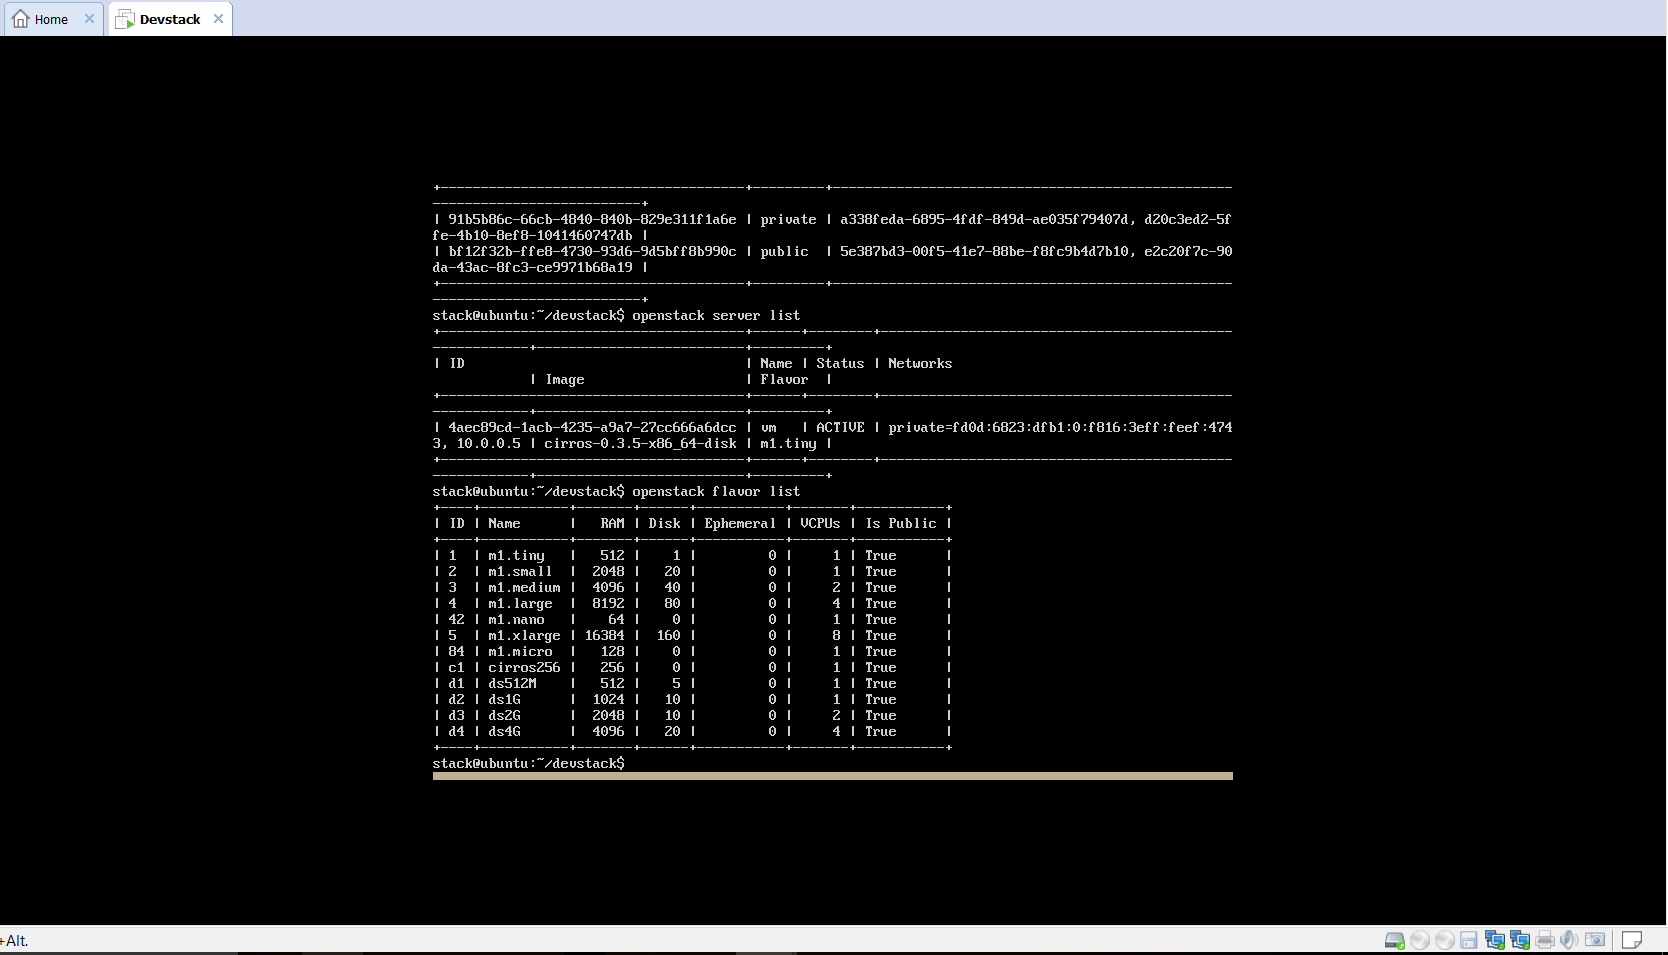 Home
Devstack
+--------------------------------------+---------+--------------------------------------------------
--------------------------+
| 91b5b86c-66cb-4840-840b-829e311f1a6e | private | a338feda-6895-4fdf-849d-ae035f79407d, d20c3ed2-5f
fe-4b10-8ef8-1041460747db |
| bf12f32b-ffe8-4730-93d6-9d5bff8b990c | public  | 5e387bd3-00f5-41e7-88be-f8fc9b4d7b10, e2c20f7c-90
da-43ac-8fc3-ce9971b68a19 |
+--------------------------------------+---------+--------------------------------------------------
--------------------------+
stack@ubuntu:~/devstack$ openstack server list
+--------------------------------------+------+--------+--------------------------------------------
------------+--------------------------+---------+
| ID                                   | Name | Status | Networks
            | Image                    | Flavor  |
+--------------------------------------+------+--------+--------------------------------------------
------------+--------------------------+---------+
| 4aec89cd-1acb-4235-a9a7-27cc666a6dcc | vm   | ACTIVE | private=fd0d:6823:dfb1:0:f816:3eff:feef:474
3, 10.0.0.5 | cirros-0.3.5-x86_64-disk | m1.tiny |
+--------------------------------------+------+--------+--------------------------------------------
------------+--------------------------+---------+
stack@ubuntu:~/devstack$ openstack flavor list
+----+-----------+-------+------+-----------+-------+-----------+
| ID | Name      |   RAM | Disk | Ephemeral | VCPUs | Is Public |
+----+-----------+-------+------+-----------+-------+-----------+
| 1  | m1.tiny   |   512 |    1 |         0 |     1 | True      |
| 2  | m1.small  |  2048 |   20 |         0 |     1 | True      |
| 3  | m1.medium |  4096 |   40 |         0 |     2 | True      |
| 4  | m1.large  |  8192 |   80 |         0 |     4 | True      |
| 42 | m1.nano   |    64 |    0 |         0 |     1 | True      |
| 5  | m1.xlarge | 16384 |  160 |         0 |     8 | True      |
| 84 | m1.micro  |   128 |    0 |         0 |     1 | True      |
| c1 | cirros256 |   256 |    0 |         0 |     1 | True      |
| d1 | ds512M    |   512 |    5 |         0 |     1 | True      |
| d2 | ds1G      |  1024 |   10 |         0 |     1 | True      |
| d3 | ds2G      |  2048 |   10 |         0 |     2 | True      |
| d4 | ds4G      |  4096 |   20 |         0 |     4 | True      |
+----+-----------+-------+------+-----------+-------+-----------+
stack@ubuntu:~/devstack$
+Alt.